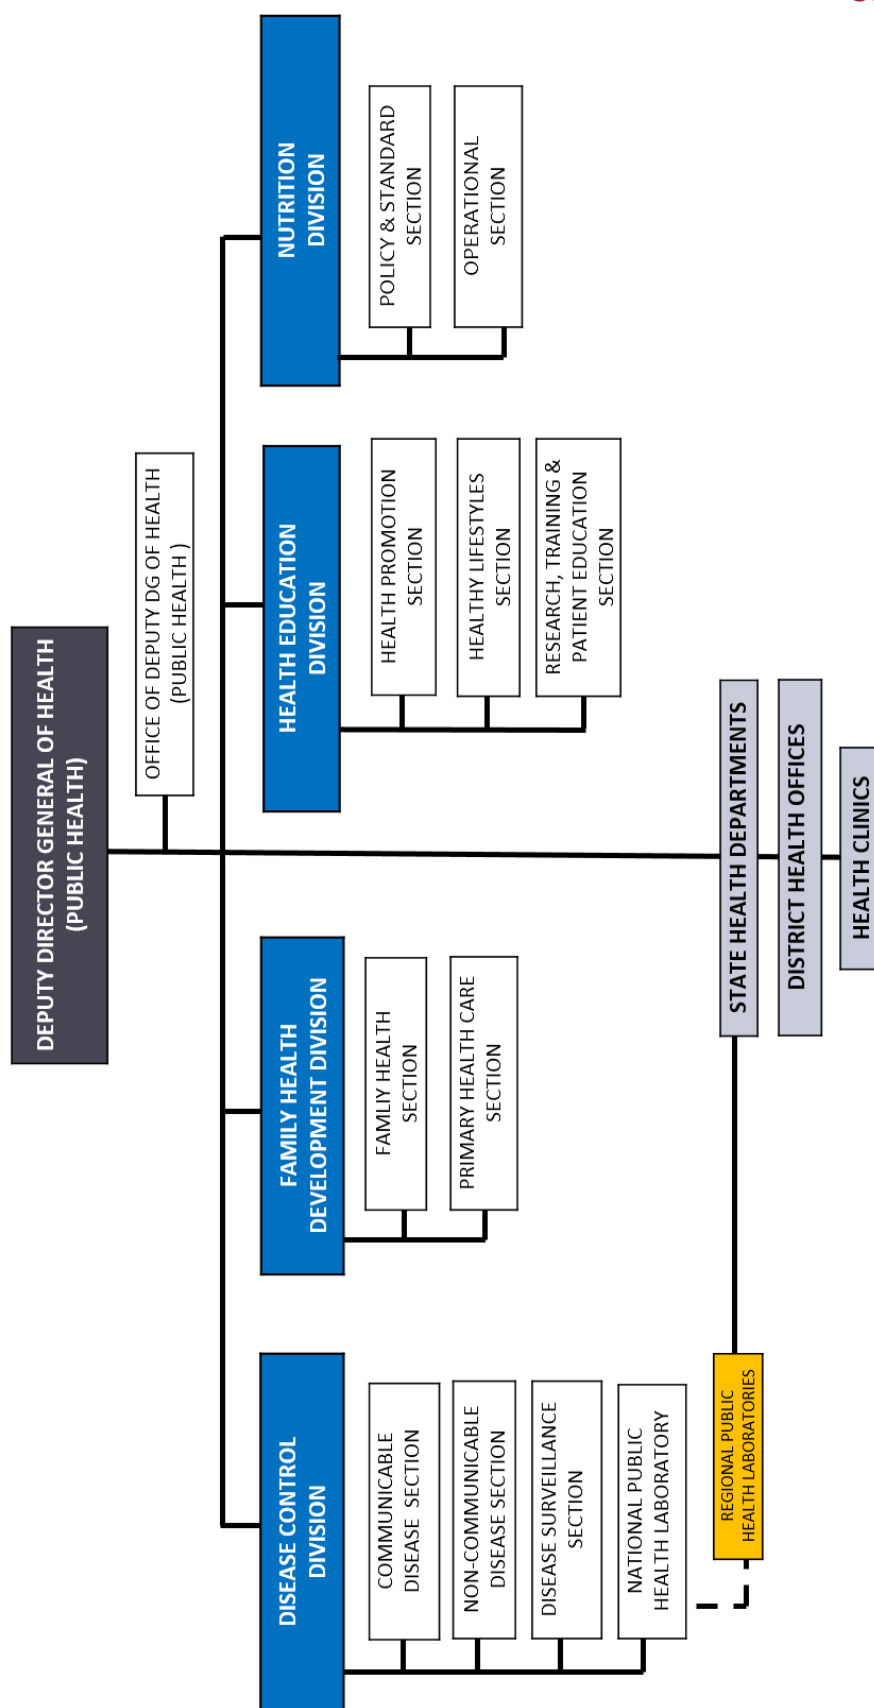 DEPUTY DIRECTOR GENERAL OF HEALTH
(PUBLIC HEALTH)
OFFICE OF DEPUTY DG OF HEALTH
(PUBLIC HEALTH )
DISEASE CONTROL
DIVISION
COMMUNICABLE
DISEASE SECTION
NON-COMMUNICABLE
DISEASE SECTION
DISEASE SURVEILLANCE
SECTION
NATIONAL PUBLIC
HEALTH LABORATORY
REGIONAL PUBLIC
HEALTH LABORATORIES
FAMILY HEALTH
DEVELOPMENT DIVISION
FAMLIY HEALTH
SECTION
PRIMARY HEALTH CARE
SECTION
HEALTH EDUCATION
DIVISION
HEALTH PROMOTION
SECTION
HEALTHY LIFESTYLES
SECTION
RESEARCH, TRAINING &
PATIENT EDUCATION
SECTION
NUTRITION
DIVISION
POLICY & STANDARD
SECTION
OPERATIONAL
SECTION
STATE HEALTH DEPARTMENTS
DISTRICT HEALTH OFFICES
HEALTH CLINICS